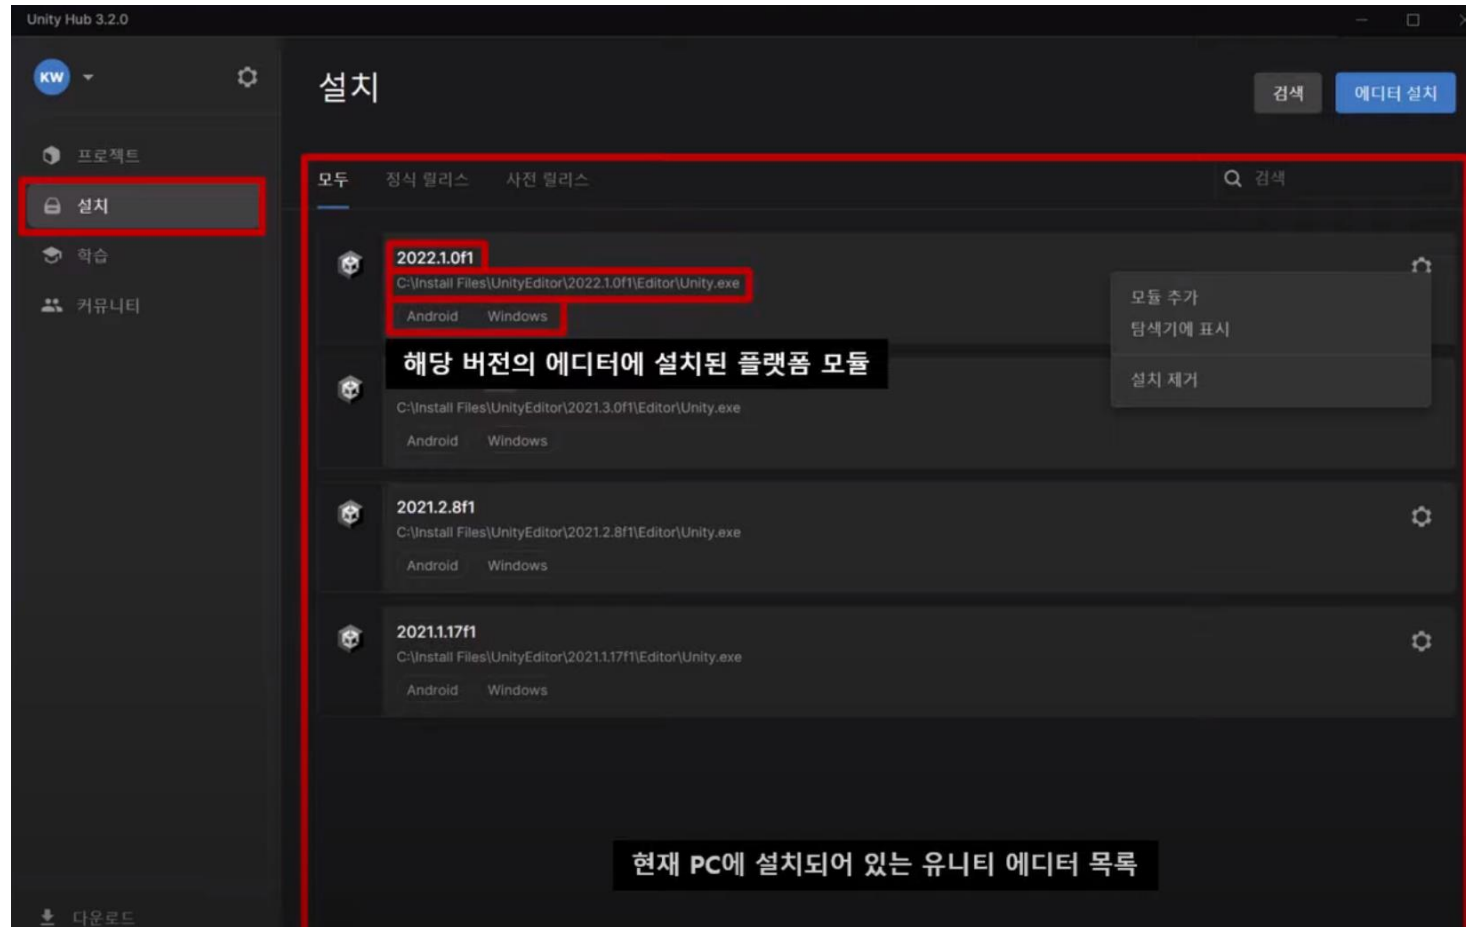 Unity Hub 3.2.0
KW
설치
검색
에디터 설치
프로젝트
설치
학습
커뮤니티
모두 정식 릴리스 사전 릴리스
검색
2022.1.0f1
C:\Install Files\UnityEditor\2022.1.0f1\Editor\Unity.exe
Android Windows
모듈 추가
탐색기에 표시
설치 제거
해당 버전의 에디터에 설치된 플랫폼 모듈
C:\Install Files\UnityEditor\2021.3.0f1\Editor\Unity.exe
Android Windows
2021.2.8f1
C:\Install Files\UnityEditor\2021.2.8f1\Editor\Unity.exe
Android Windows
2021.1.17f1
C:\Install Files\UnityEditor\2021.1.17f1\Editor\Unity.exe
Android Windows
현재 PC에 설치되어 있는 유니티 에디터 목록
다운로드